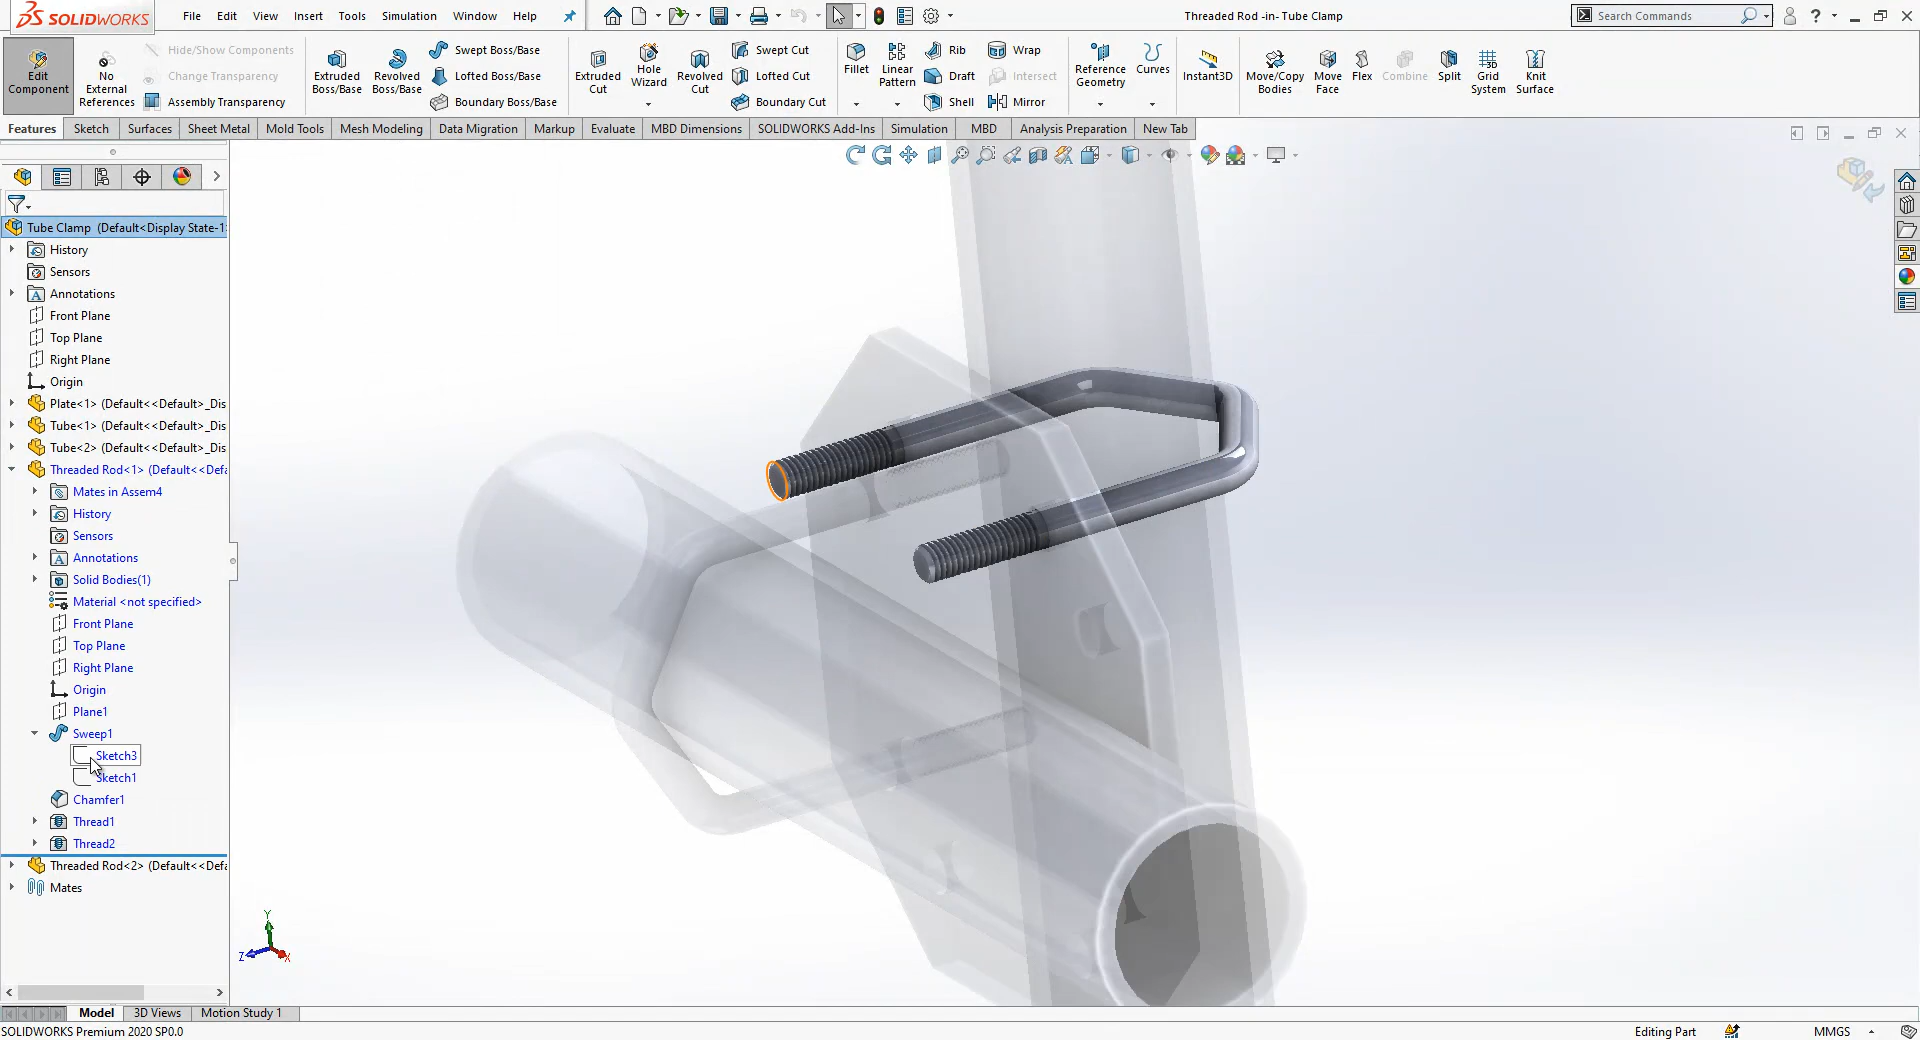 SOLIDWORKS
File Edit View Insert Tools Simulation Window Help
Threaded Rod -in- Tube Clamp
Search Commands
Edit Component
No External References
Hide/Show Components
Change Transparency
Assembly Transparency
Extruded Boss/Base
Revolved Boss/Base
Swept Boss/Base
Lofted Boss/Base
Boundary Boss/Base
Extruded Cut
Hole Wizard
Revolved Cut
Swept Cut
Lofted Cut
Boundary Cut
Fillet
Linear Pattern
Rib
Draft
Shell
Wrap
Intersect
Mirror
Reference Geometry
Curves
Instant3D
Move/Copy Bodies
Move Face
Flex
Combine
Split
Grid System
Knit Surface
Features Sketch Surfaces Sheet Metal Mold Tools Mesh Modeling Data Migration Markup Evaluate MBD Dimensions SOLIDWORKS Add-Ins Simulation MBD Analysis Preparation New Tab
Tube Clamp (Default<Display State-1
History
Sensors
Annotations
Front Plane
Top Plane
Right Plane
Origin
Plate<1> (Default<<Default>_Dis
Tube<1> (Default<<Default>_Dis
Tube<2> (Default<<Default>_Dis
Threaded Rod<1> (Default<<Defa
Mates in Assem4
History
Sensors
Annotations
Solid Bodies(1)
Material <not specified>
Front Plane
Top Plane
Right Plane
Origin
Plane1
Sweep1
Sketch3
Sketch1
Chamfer1
Thread1
Thread2
Threaded Rod<2> (Default<<Defa
Mates
Y
Z
X
Model 3D Views Motion Study 1
SOLIDWORKS Premium 2020 SP0.0
Editing Part
MMGS